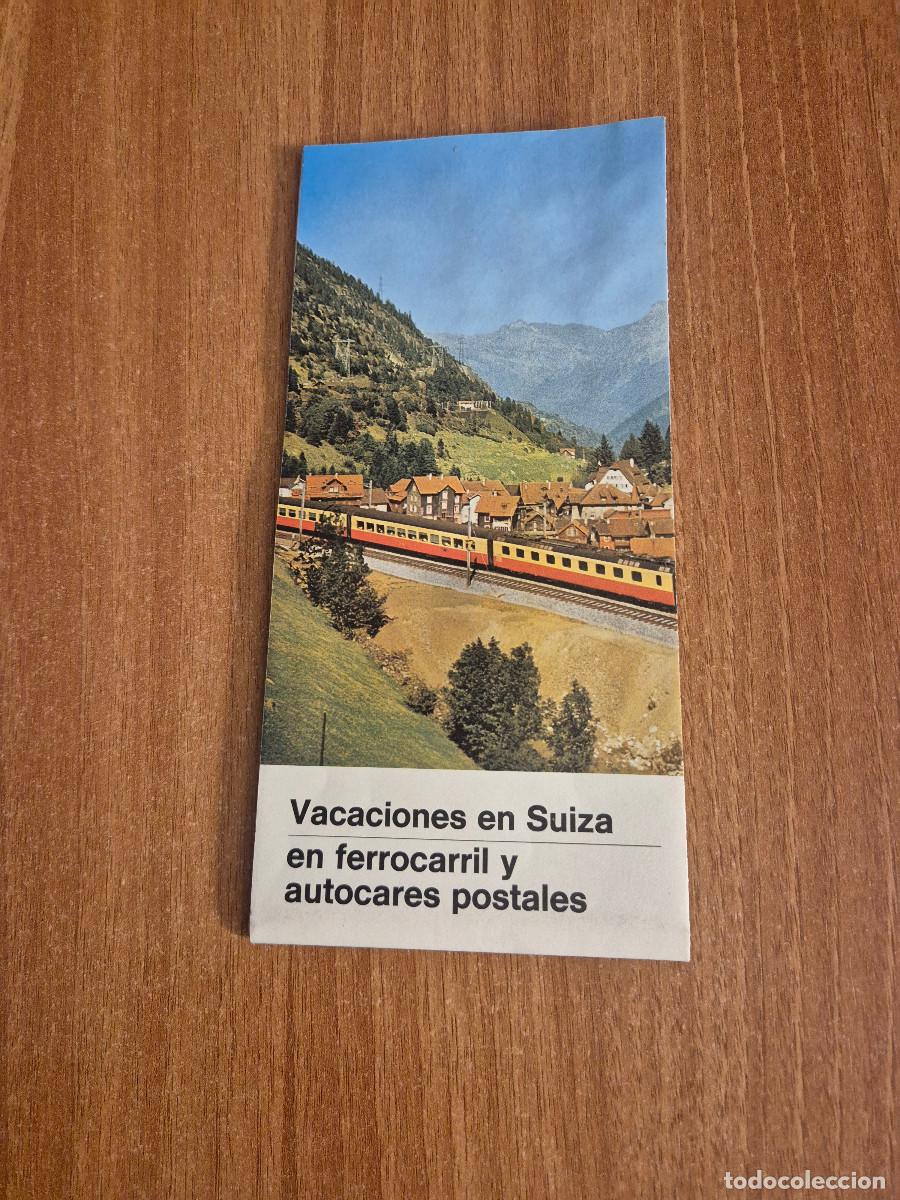 Vacaciones en Suiza
en ferrocarril y
autocares postales
todocoleccion